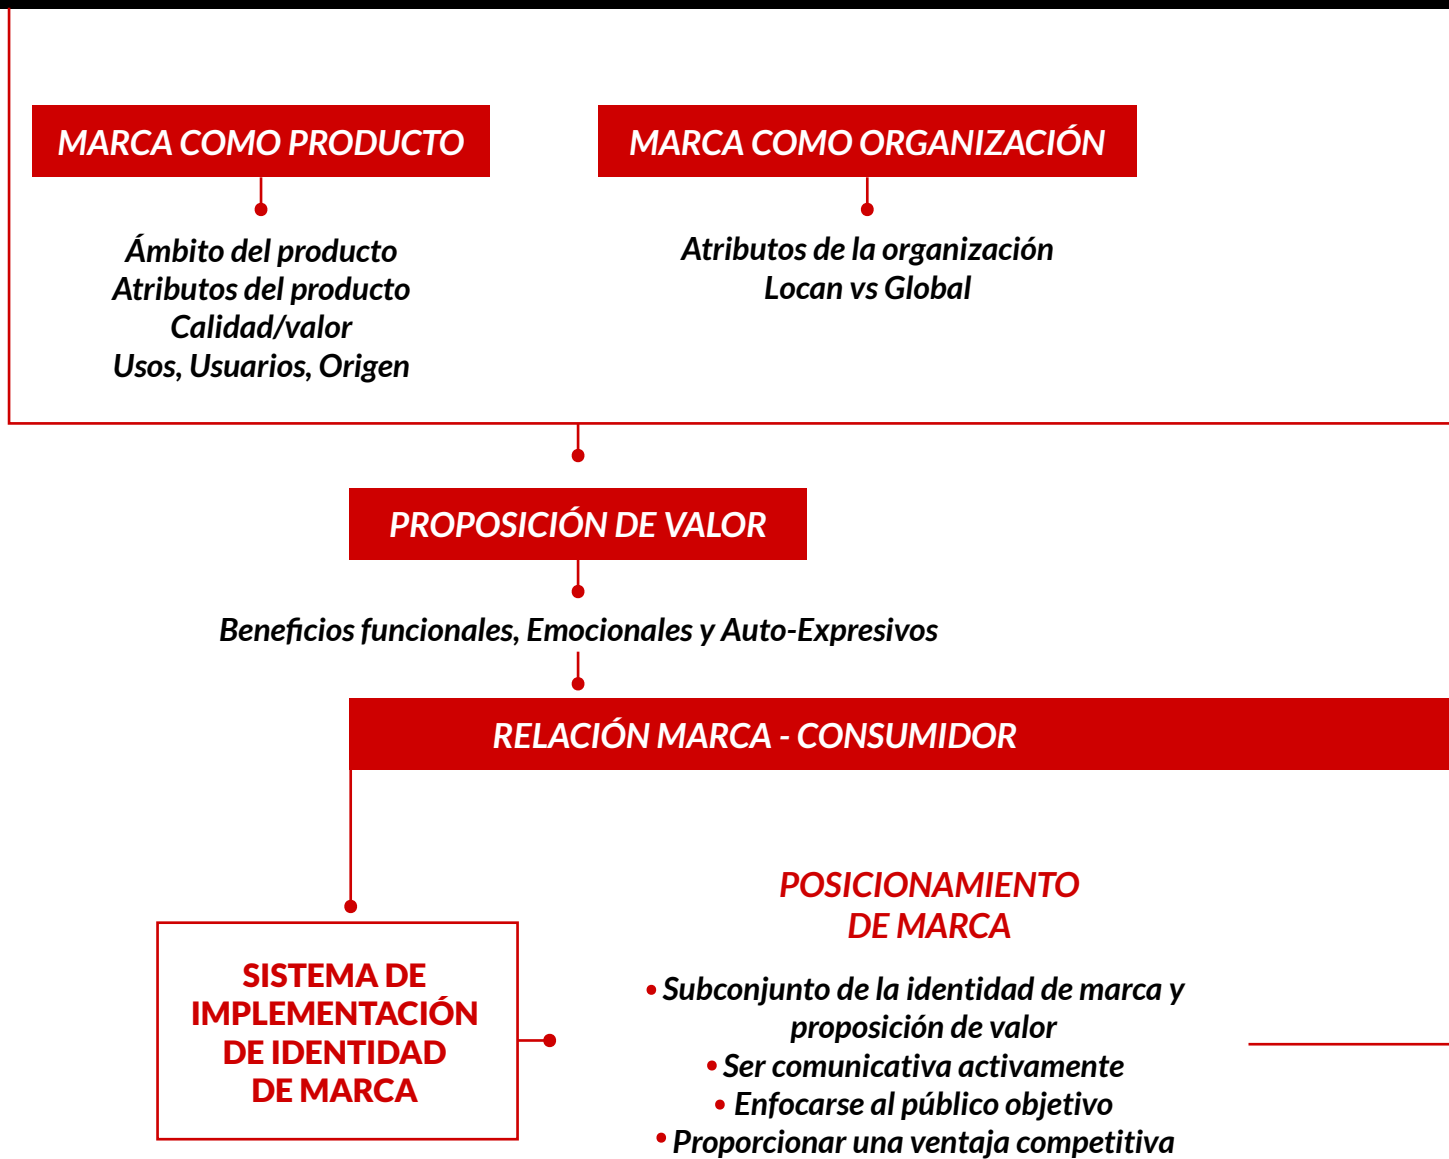 MARCA COMO PRODUCTO
Ámbito del producto
Atributos del producto
Calidad/valor
Usos, Usuarios, Origen
MARCA COMO ORGANIZACIÓN
Atributos de la organización
Locan vs Global
PROPOSICIÓN DE VALOR
Beneficios funcionales, Emocionales y Auto-Expresivos
RELACIÓN MARCA - CONSUMIDOR
SISTEMA DE
IMPLEMENTACIÓN
DE IDENTIDAD
DE MARCA
POSICIONAMIENTO
DE MARCA
• Subconjunto de la identidad de marca y
proposición de valor
• Ser comunicativa activamente
• Enfocarse al público objetivo
• Proporcionar una ventaja competitiva